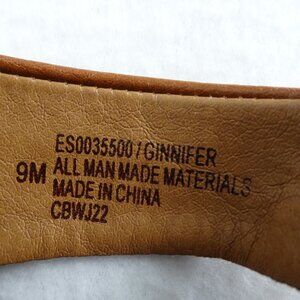 ES0035500 / GINNIFER
9M ALL MAN MADE MATERIALS
MADE IN CHINA
CBWJ22